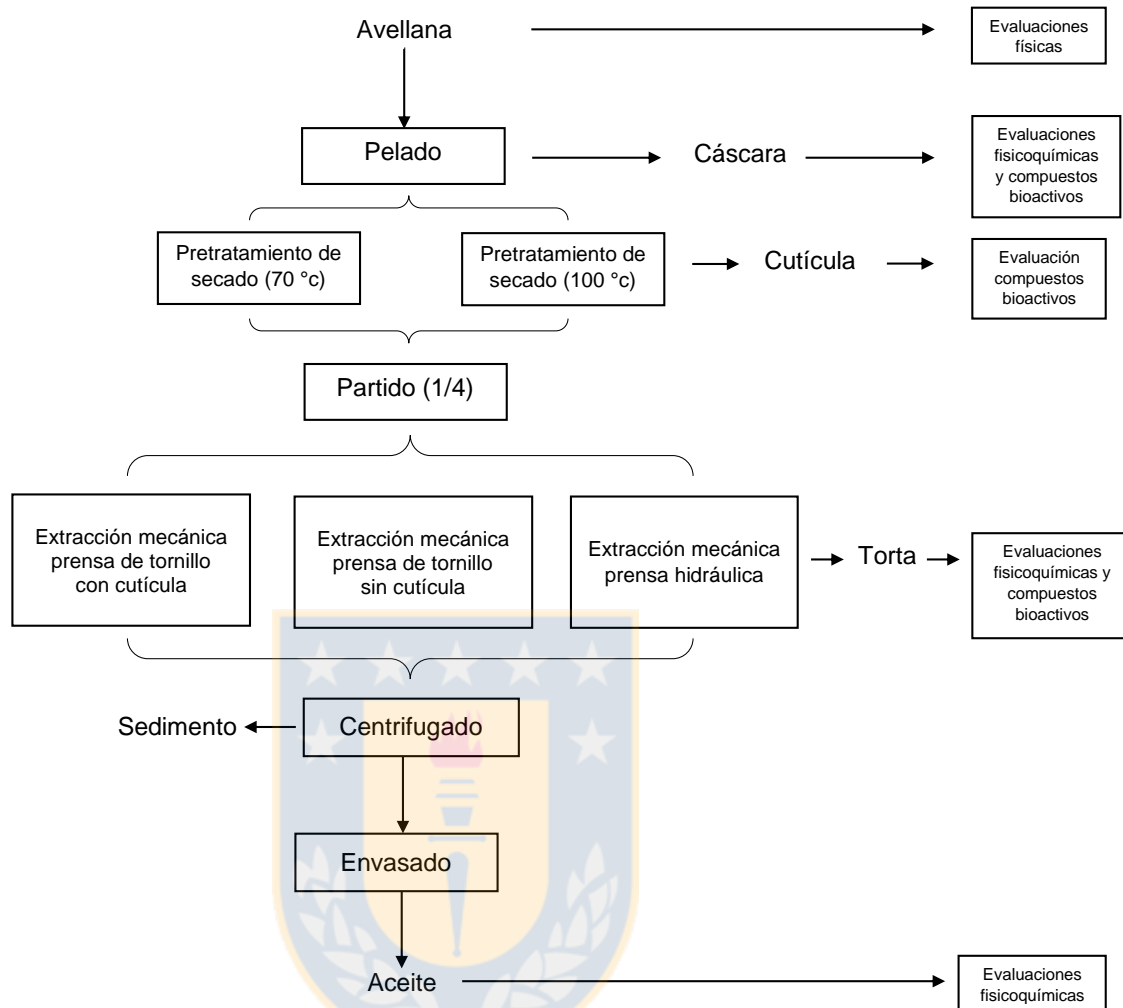 Avellana
Evaluaciones
físicas
Pelado
Cáscara
Evaluaciones
fisicoquímicas
y compuestos
bioactivos
Pretratamiento de
secado (70 °c)
Pretratamiento de
secado (100 °c)
Cutícula
Evaluación
compuestos
bioactivos
Partido (1/4)
Extracción mecánica
prensa de tornillo
con cutícula
Extracción mecánica
prensa de tornillo
sin cutícula
Extracción mecánica
prensa hidráulica
Torta
Evaluaciones
fisicoquímicas y
compuestos
bioactivos
Sedimento
Centrifugado
Envasado
Aceite
Evaluaciones
fisicoquímicas